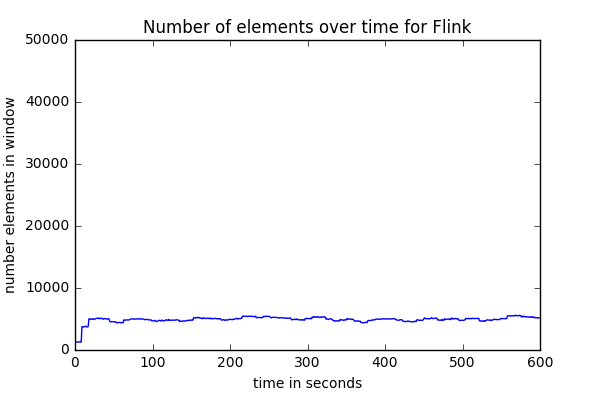 Number of elements over time for Flink
50000
40000
30000
20000
10000
0
number elements in window
0 100 200 300 400 500 600
time in seconds